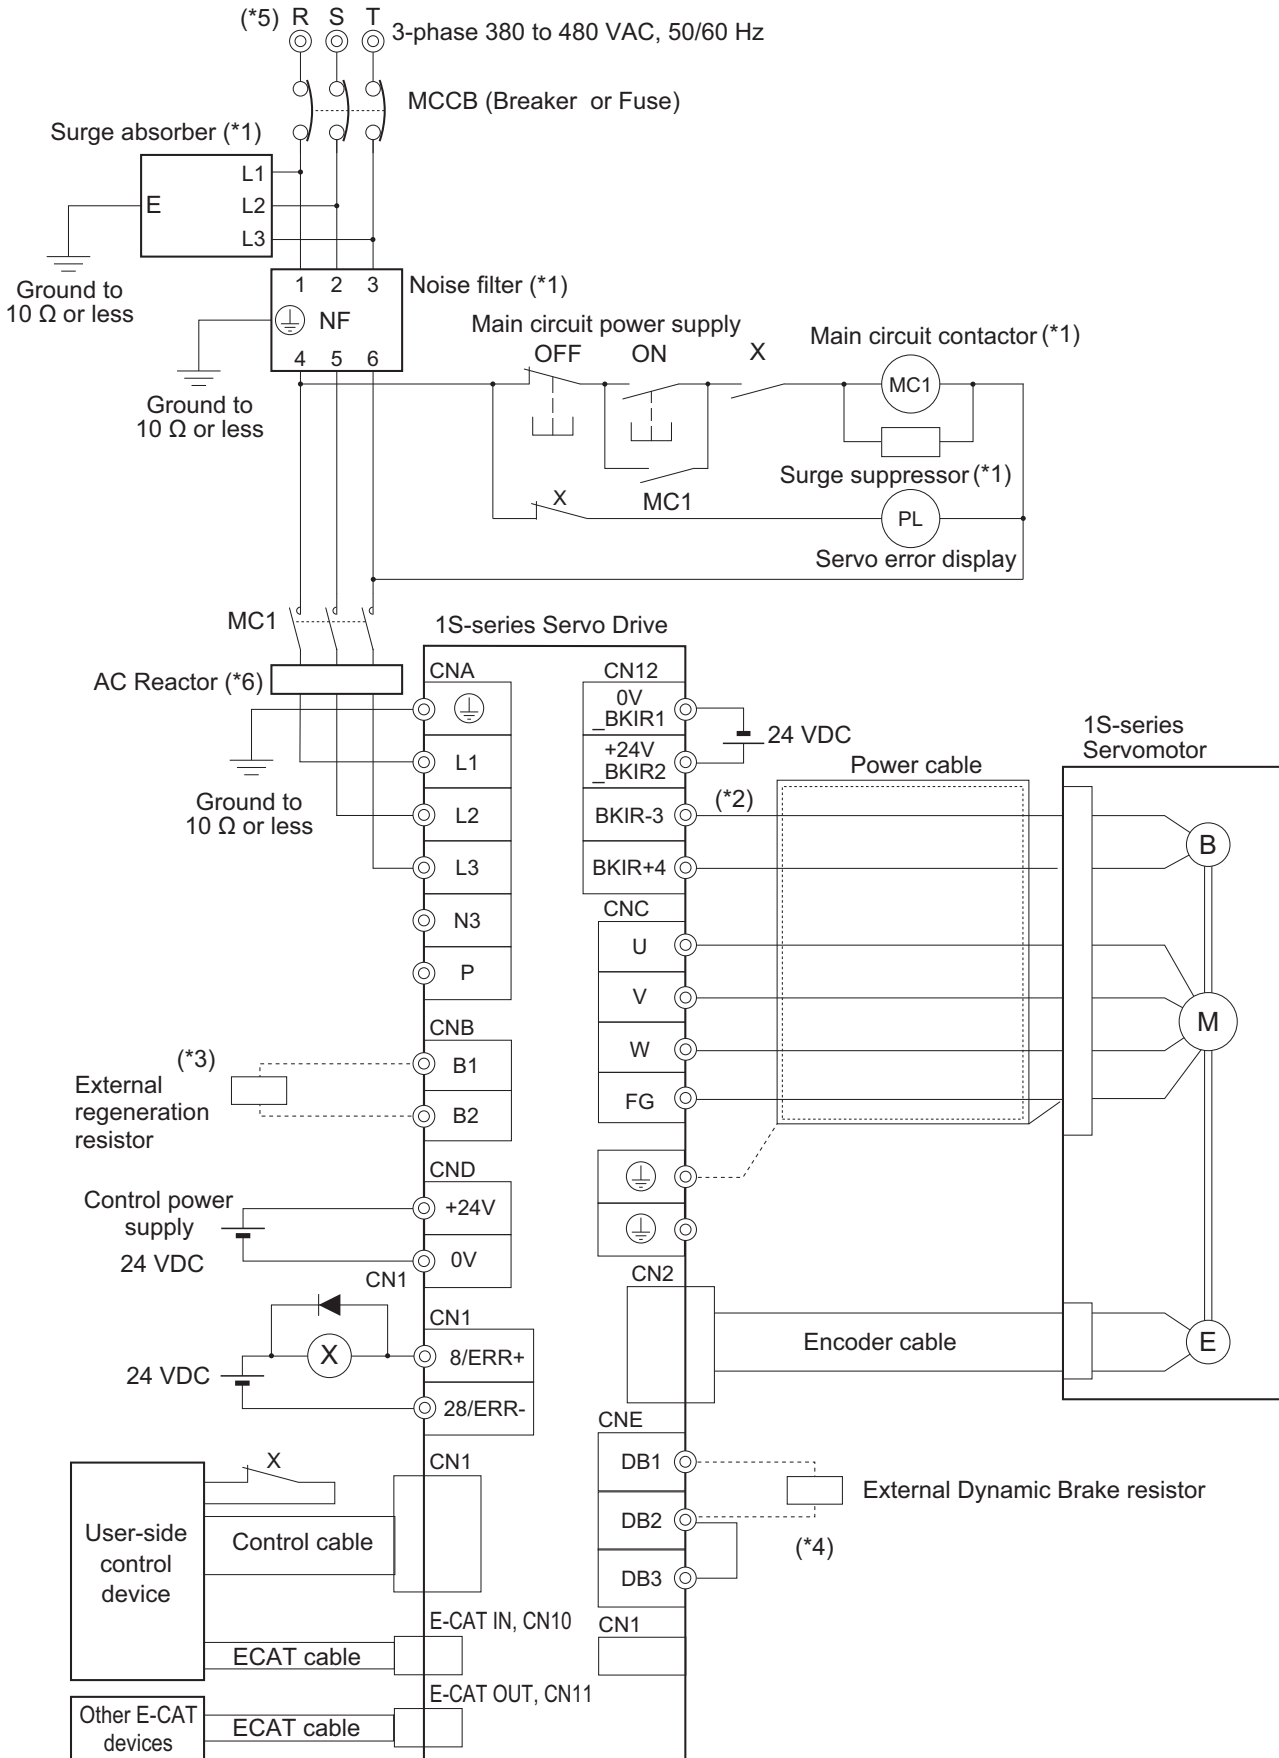 (*5) R S T
3-phase 380 to 480 VAC, 50/60 Hz
MCCB (Breaker or Fuse)
Surge absorber (*1)
L1
E
L2
L3
Ground to
10 Ω or less
1 2 3
Noise filter (*1)
NF
4 5 6
Ground to
10 Ω or less
Main circuit power supply
OFF ON X
Main circuit contactor (*1)
MC1
Surge suppressor (*1)
MC1
X
PL
Servo error display
MC1
1S-series Servo Drive
AC Reactor (*6)
Ground to
10 Ω or less
CNA
L1
L2
L3
N3
P
CNB
B1
B2
(*3)
External
regeneration
resistor
CND
+24V
0V
Control power
supply
24 VDC
CN1
CN1
X
24 VDC
8/ERR+
28/ERR-
CN1
X
User-side
control
device
Control cable
E-CAT IN, CN10
ECAT cable
E-CAT OUT, CN11
Other E-CAT
devices
ECAT cable
CN12
0V
_BKIR1
+24V
_BKIR2
24 VDC
BKIR-3
(*2)
BKIR+4
CNC
U
V
W
FG
Power cable
1S-series
Servomotor
B
M
E
CN2
Encoder cable
CNE
DB1
DB2
DB3
External Dynamic Brake resistor
(*4)
CN1